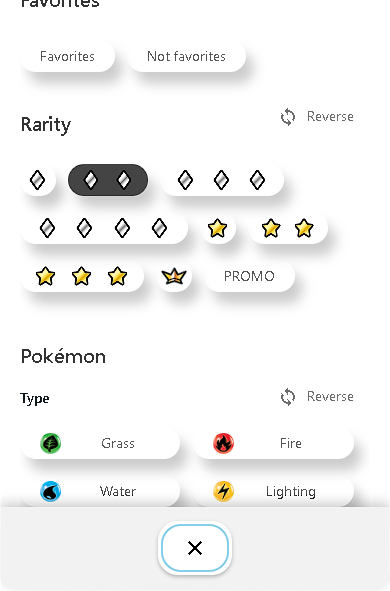 Favorites
Favorites Not favorites
Rarity Reverse
PROMO
Pokémon
Type Reverse
Grass Fire
Water Lighting